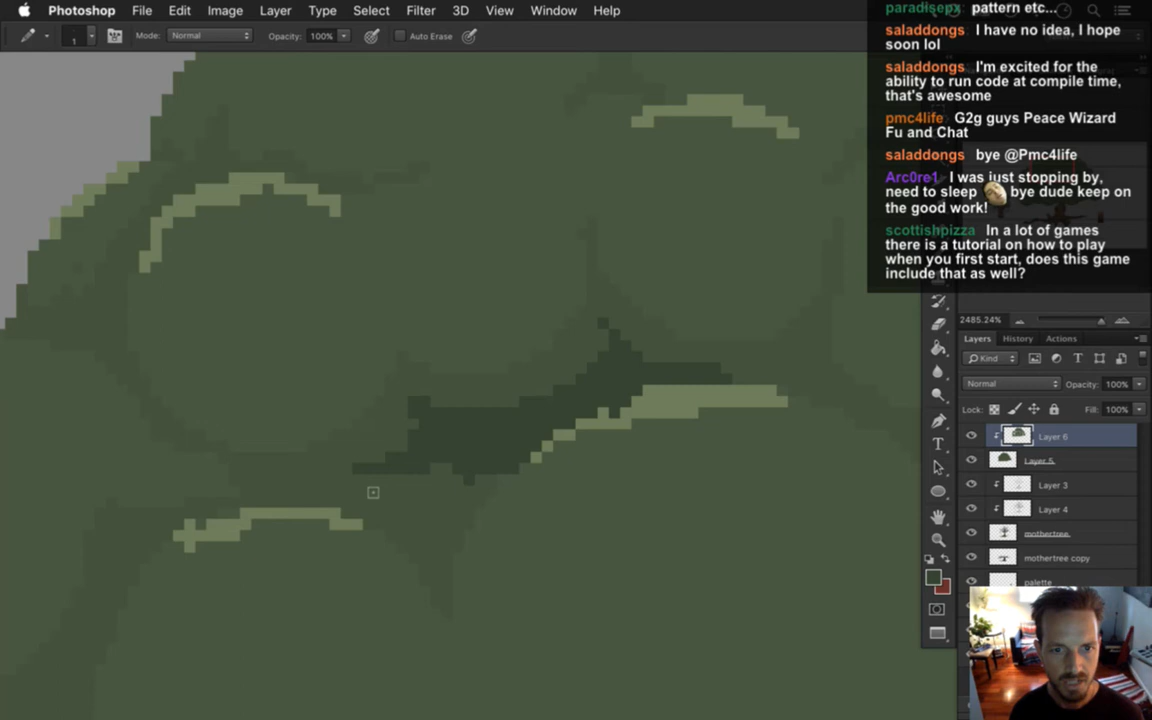 Photoshop File Edit Image Layer Type Select Filter 3D View Window Help
1 Mode: Normal Opacity: 100% Auto Erase
paradisepx pattern etc...
saladdongs I have no idea, I hope
soon lol
saladdongs I'm excited for the
ability to run code at compile time,
that's awesome
pmc4life G2g guys Peace Wizard
Fu and Chat
saladdongs bye @Pmc4life
Arc0re1 I was just stopping by,
need to sleep bye dude keep on
the good work!
scottishpizza In a lot of games
there is a tutorial on how to play
when you first start, does this game
include that as well?
2485.24%
Layers History Actions
Kind
Normal Opacity: 100%
Lock: Fill: 100%
Layer 6
Layer 5
Layer 3
Layer 4
mothertree
mothertree copy
palette